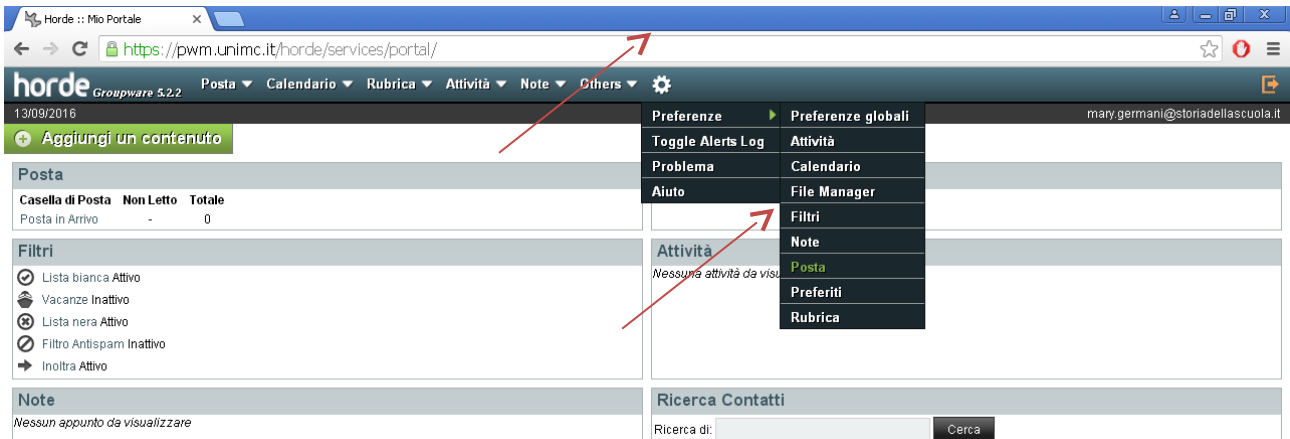 Horde :: Mio Portale
https://pwm.unimc.it/horde/services/portal/
horde Groupware 5.2.2 Posta Calendario Rubrica Attività Note Others
13/09/2016 mary.germani@storiadellascuola.it
Aggiungi un contenuto
Preferenze
Toggle Alerts Log
Problema
Aiuto
Preferenze globali
Attività
Calendario
File Manager
Filtri
Note
Posta
Preferiti
Rubrica
Posta
Casella di Posta Non Letto Totale
Posta in Arrivo - 0
Filtri
Lista bianca Attivo
Vacanze Inattivo
Lista nera Attivo
Filtro Antispam Inattivo
Inoltra Attivo
Attività
Nessuna attività da visu
Note
Nessun appunto da visualizzare
Ricerca Contatti
Ricerca di: Cerca